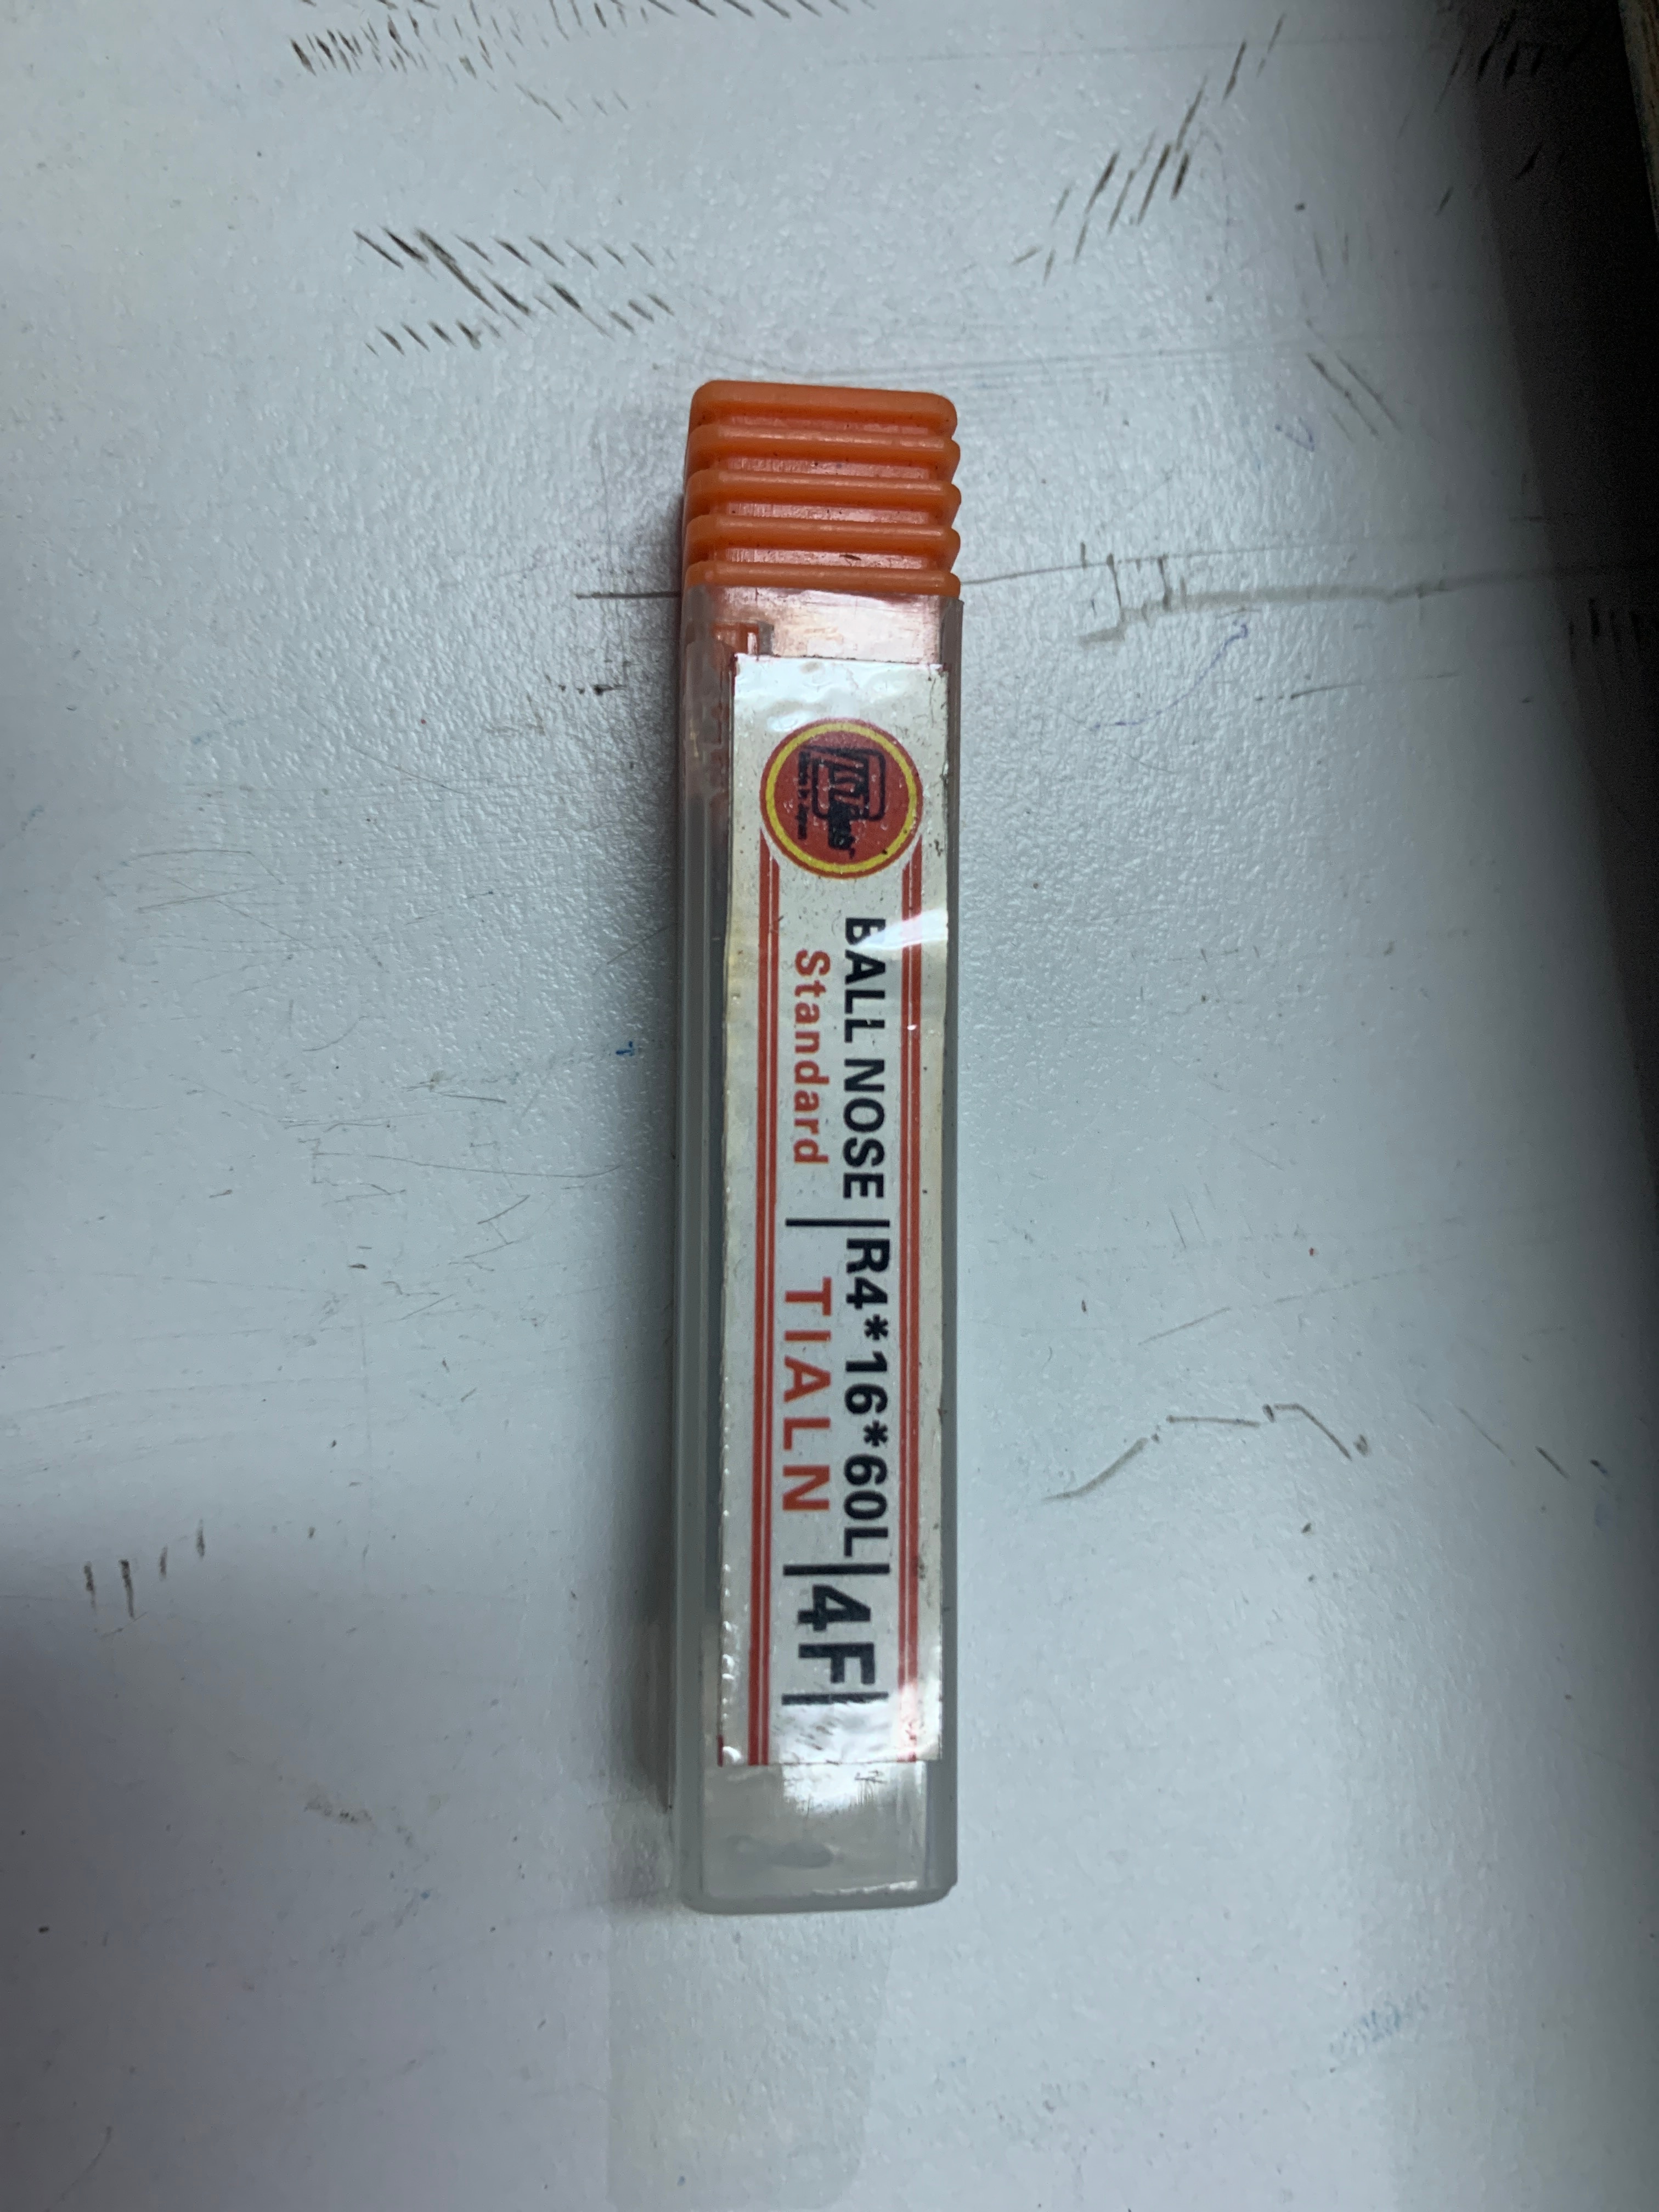 BALL NOSE |R4*16*60L|
Standard | TIALN |4F|